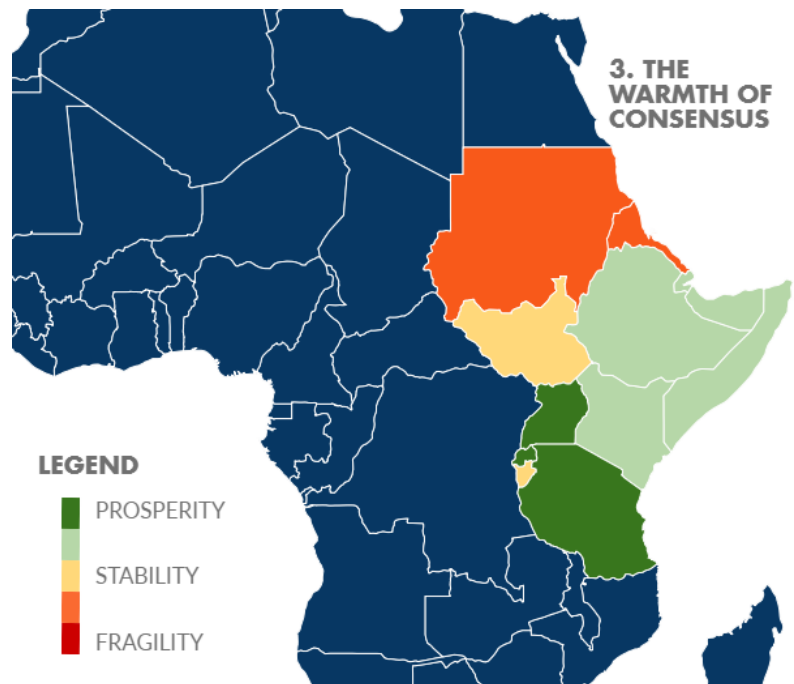 3. THE
WARMTH OF
CONSENSUS
LEGEND
PROSPERITY
STABILITY
FRAGILITY